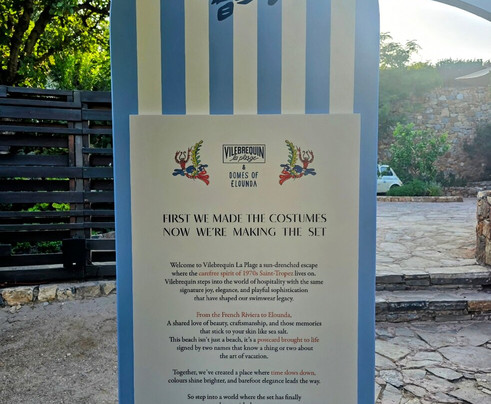 VILEBREQUIN
la plage
&
DOMES OF
ELOUNDA
FIRST WE MADE THE COSTUMES
NOW WE'RE MAKING THE SET
Welcome to Vilebrequin La Plage a sun-drenched escape
where the carefree spirit of 1970s Saint-Tropez lives on.
Vilebrequin steps into the world of hospitality with the same
signature joy, elegance, and playful sophistication
that have shaped our swimwear legacy.
From the French Riviera to Elounda,
A shared love of beauty, craftsmanship, and those memories
that stick to your skin like sea salt.
This beach isn't just a beach, it's a postcard brought to life
signed by two names that know a thing or two about
the art of vacation.
Together, we've created a place where time slows down,
colours shine brighter, and barefoot elegance leads the way.
So step into a world where the set has finally